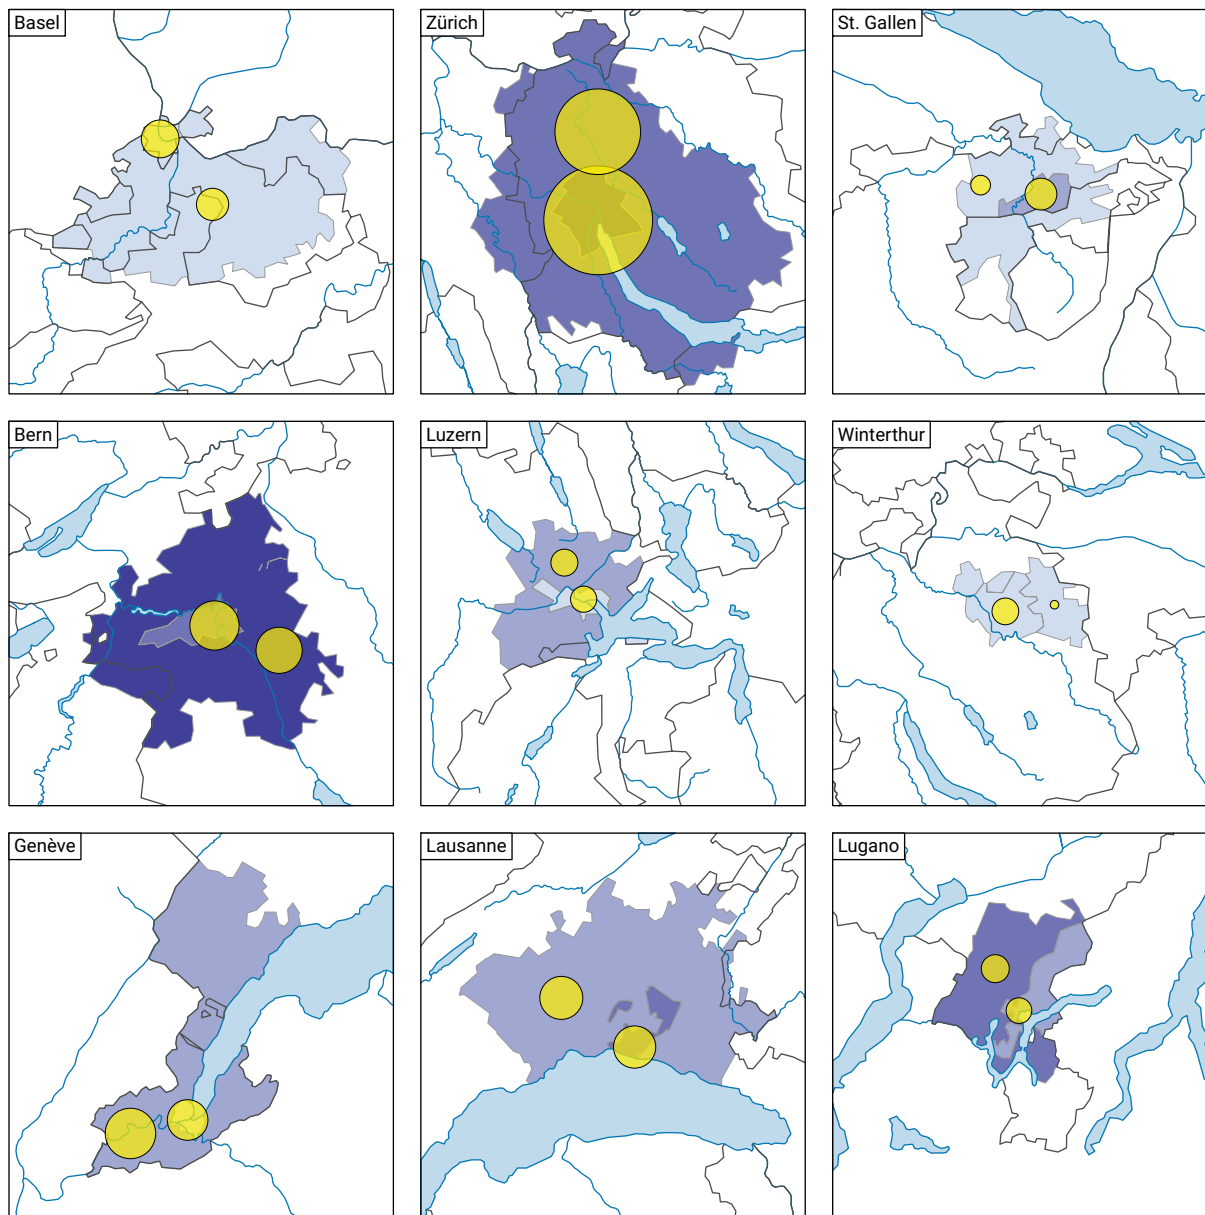 Basel
Zürich
St. Gallen
Bern
Luzern
Winterthur
Genève
Lausanne
Lugano